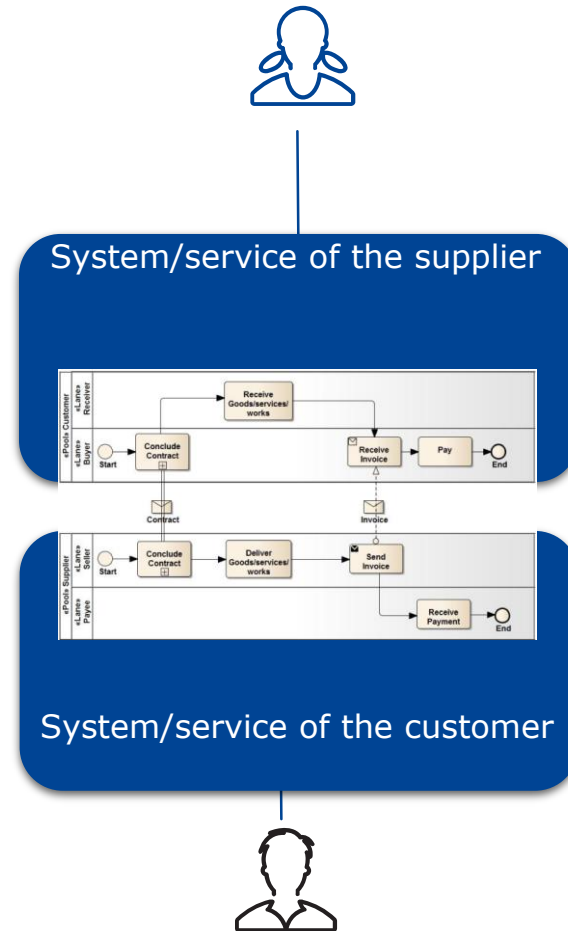 System/service of the supplier
«Pool» Customer
«Lane»
Receiver
Receive
Goods/services/
works
«Lane»
Buyer
Start
Conclude
Contract
Receive
Invoice
Pay
End
Contract
Invoice
«Pool» Supplier
«Lane»
Seller
Start
Conclude
Contract
Deliver
Goods/services/
works
Send
Invoice
«Lane»
Payee
Receive
Payment
End
System/service of the customer